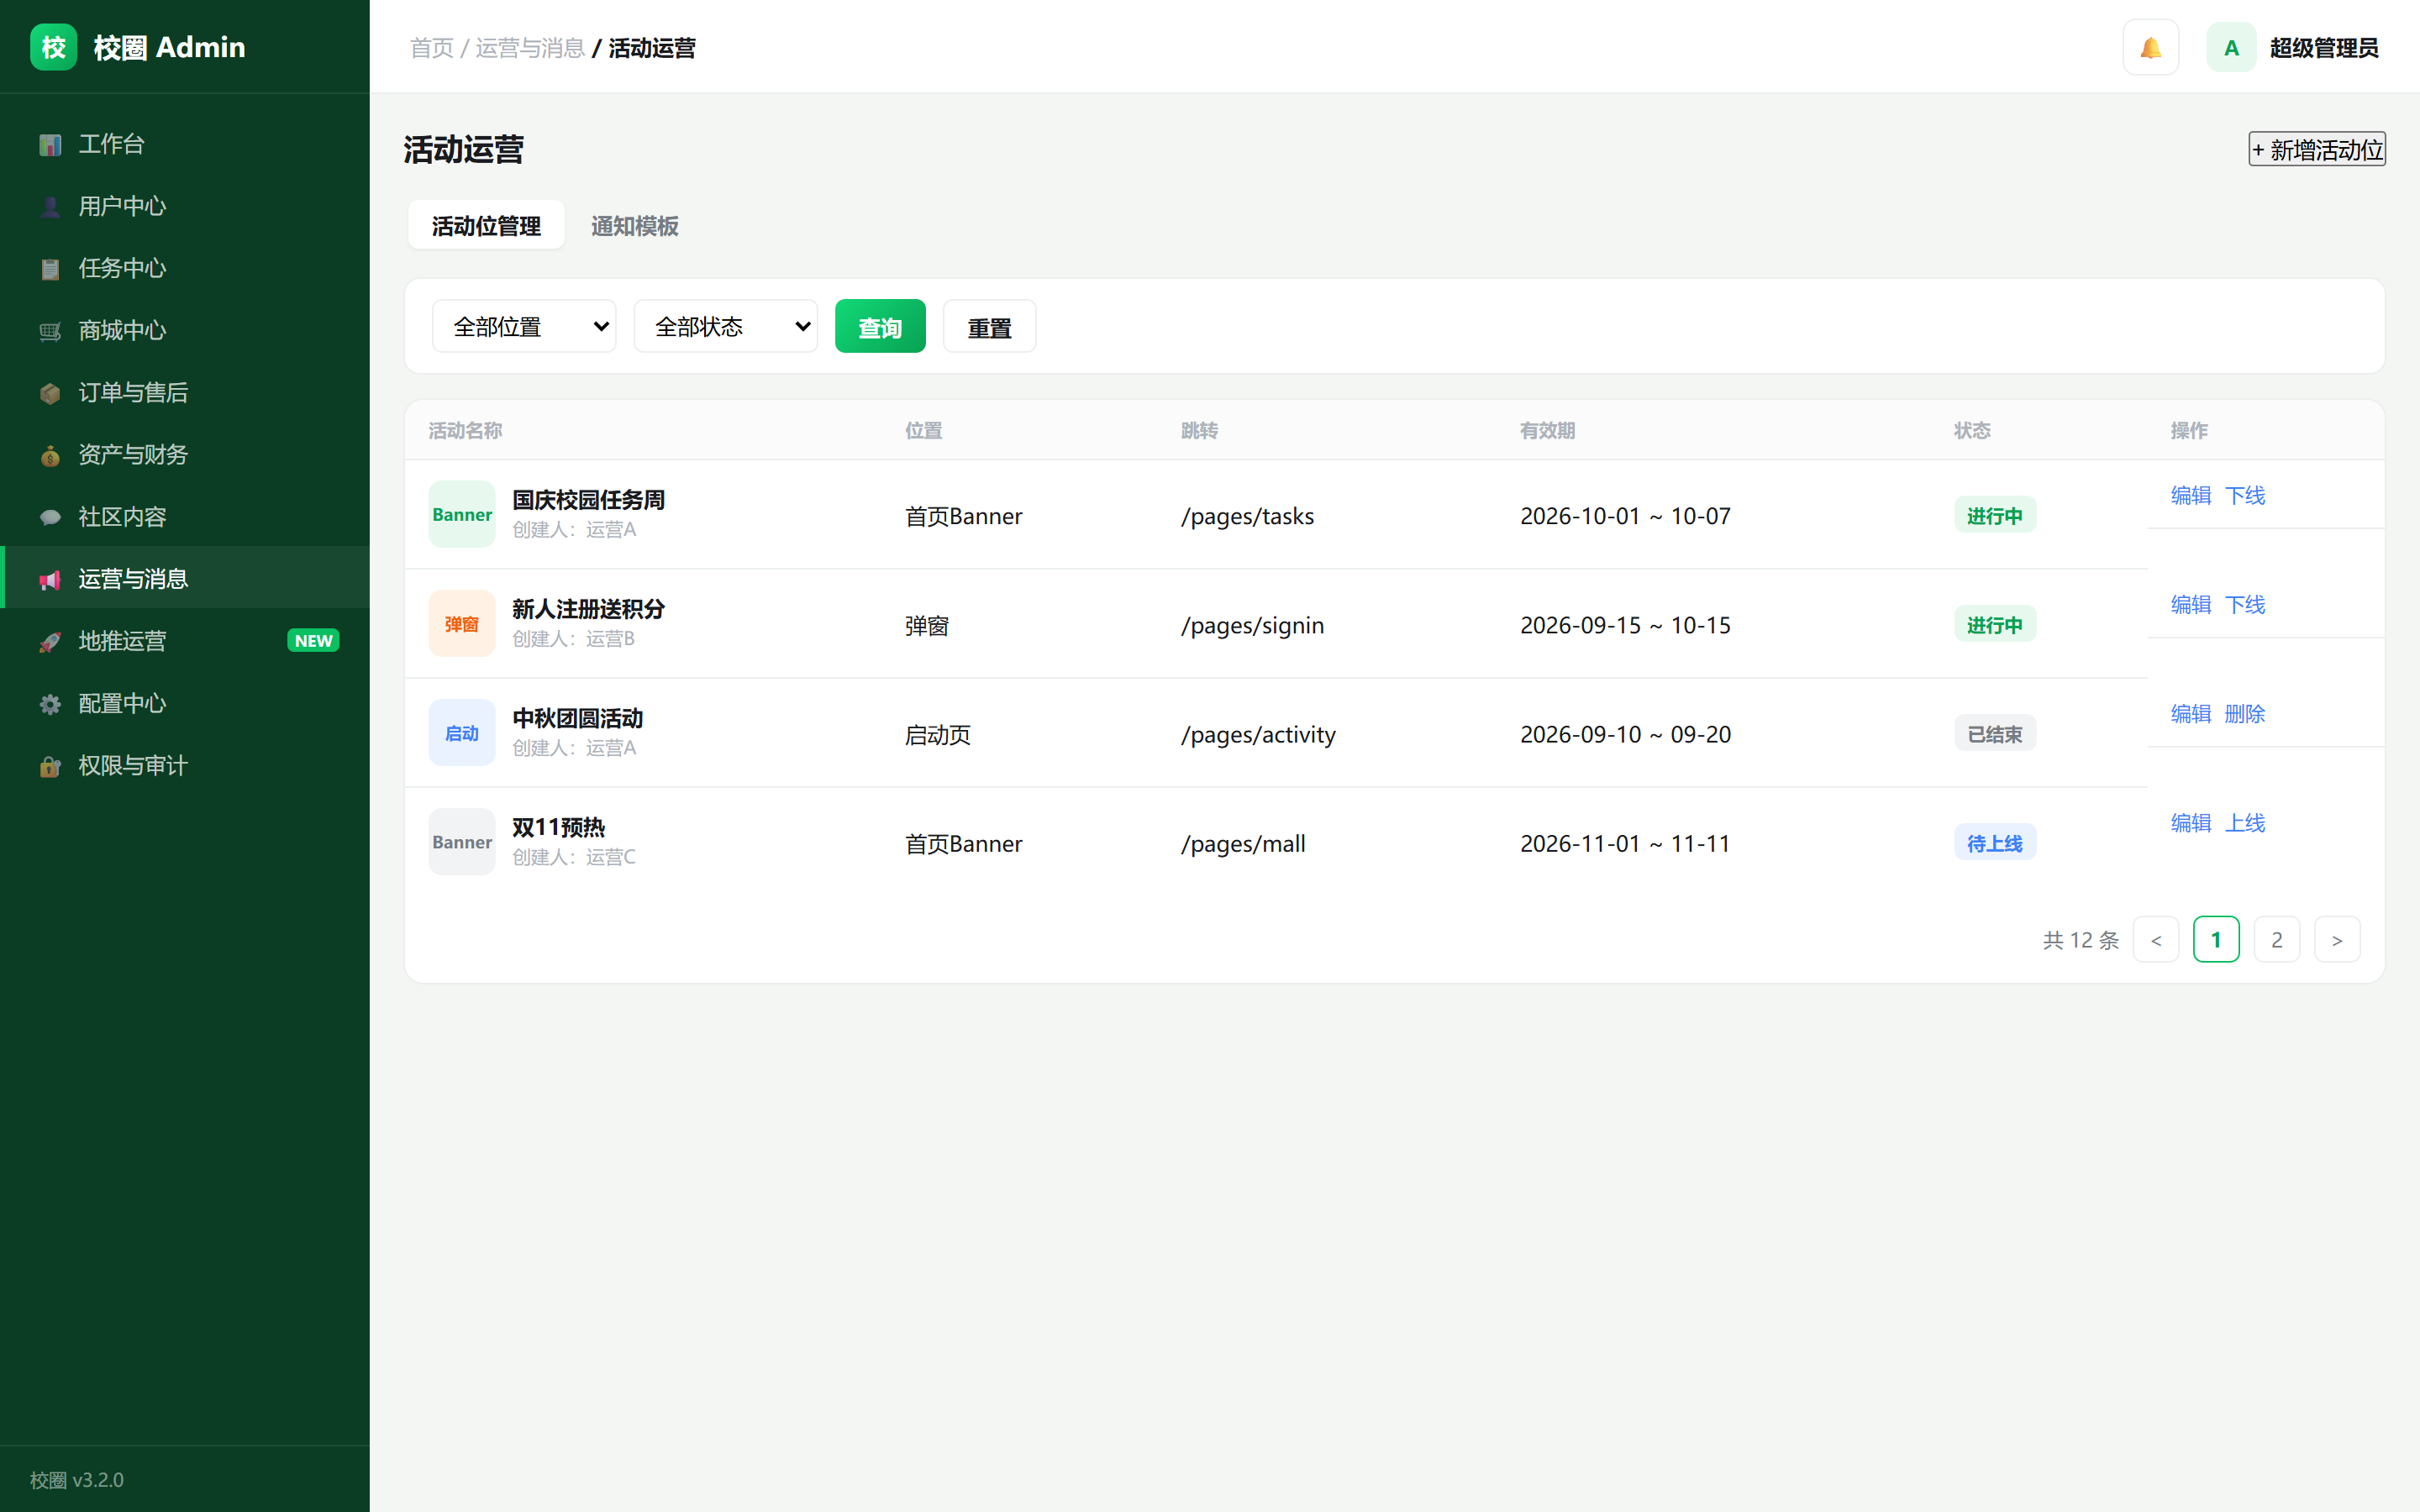 校 校圈 Admin
首页 / 运营与消息 / 活动运营
A 超级管理员
工作台
用户中心
任务中心
商城中心
订单与售后
资产与财务
社区内容
运营与消息
地推运营 NEW
配置中心
权限与审计
校圈 v3.2.0
活动运营
+ 新增活动位
活动位管理 通知模板
全部位置 全部状态 查询 重置
活动名称 位置 跳转 有效期 状态 操作
Banner 国庆校园任务周
创建人：运营A
首页Banner /pages/tasks 2026-10-01 ~ 10-07 进行中 编辑 下线
弹窗 新人注册送积分
创建人：运营B
弹窗 /pages/signin 2026-09-15 ~ 10-15 进行中 编辑 下线
启动 中秋团圆活动
创建人：运营A
启动页 /pages/activity 2026-09-10 ~ 09-20 已结束 编辑 删除
Banner 双11预热
创建人：运营C
首页Banner /pages/mall 2026-11-01 ~ 11-11 待上线 编辑 上线
共 12 条 < 1 2 >